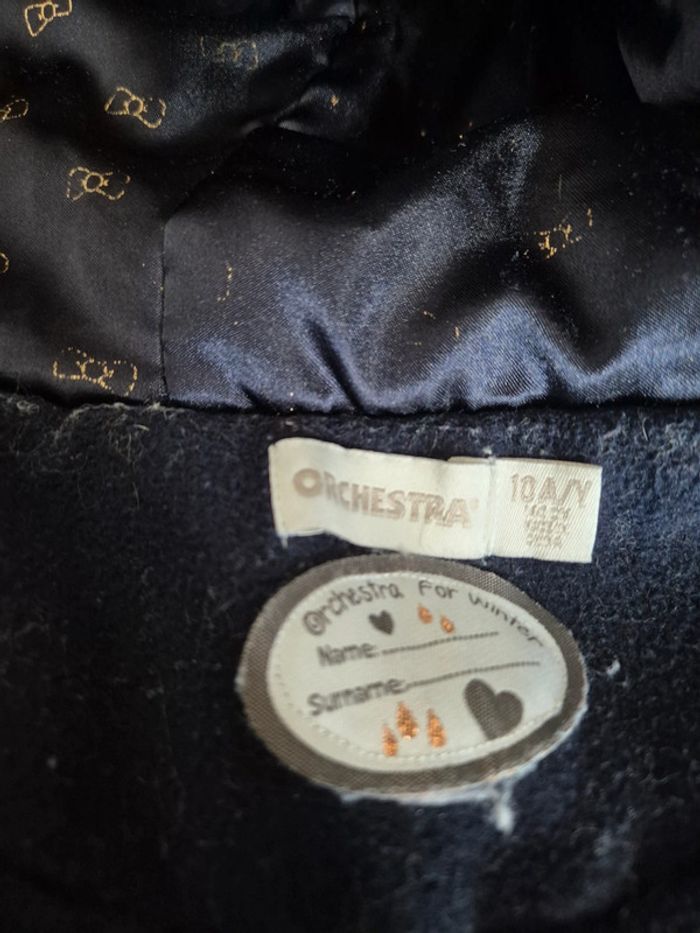 ORCHESTRA
10A/Y
Orchestra For Winter
Name:
Surname: